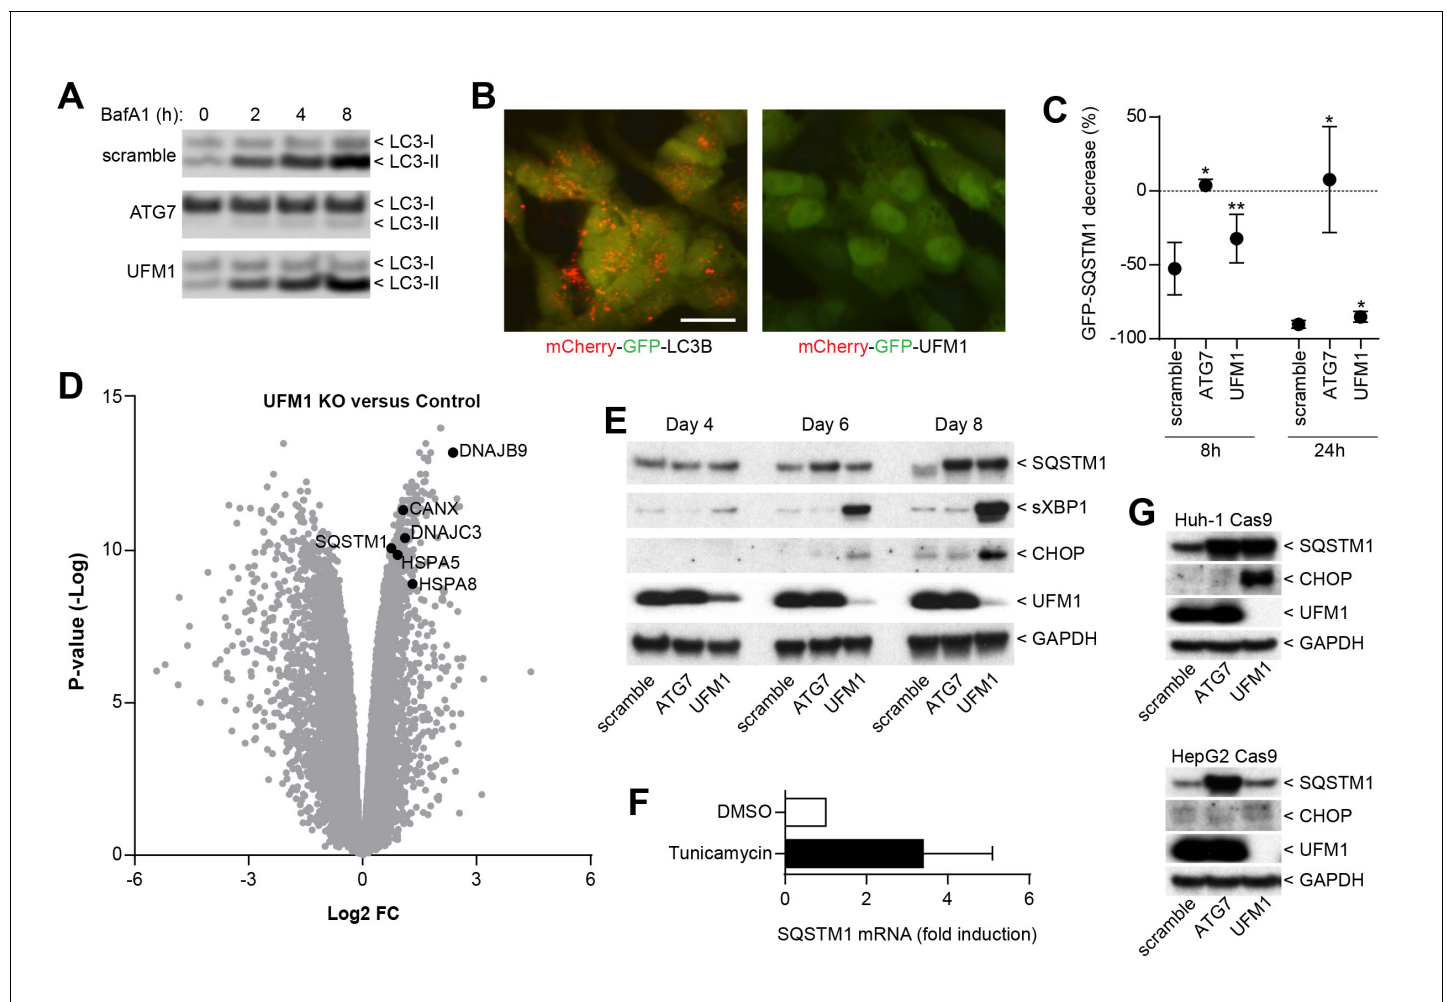 A
BafA1 (h): 0 2 4 8
scramble
< LC3-I
< LC3-II
ATG7
< LC3-I
< LC3-II
UFM1
< LC3-I
< LC3-II
B
mCherry-GFP-LC3B
mCherry-GFP-UFM1
C
GFP-SQSTM1 decrease (%)
50
0
-50
-100
*
**
*
*
scramble
ATG7
UFM1
scramble
ATG7
UFM1
8h
24h
D
UFM1 KO versus Control
P-value (-Log)
15
10
5
0
-6 -3 0 3 6
Log2 FC
DNAJB9
CANX
DNAJC3
SQSTM1
HSPA5
HSPA8
E
Day 4 Day 6 Day 8
< SQSTM1
< sXBP1
< CHOP
< UFM1
< GAPDH
scramble ATG7 UFM1 scramble ATG7 UFM1 scramble ATG7 UFM1
F
DMSO
Tunicamycin
0 2 4 6
SQSTM1 mRNA (fold induction)
G
Huh-1 Cas9
< SQSTM1
< CHOP
< UFM1
< GAPDH
scramble ATG7 UFM1
HepG2 Cas9
< SQSTM1
< CHOP
< UFM1
< GAPDH
scramble ATG7 UFM1